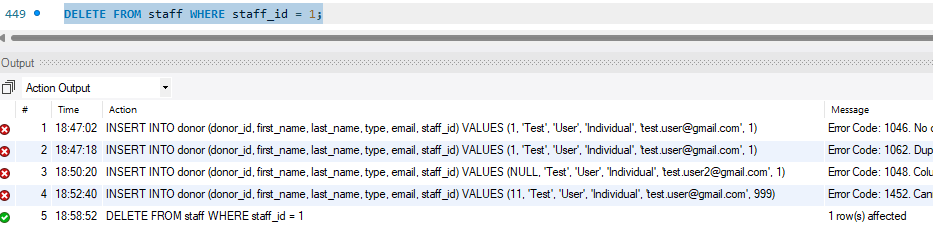 449 DELETE FROM staff WHERE staff_id = 1;
Output
Action Output
# Time Action Message
1 18:47:02 INSERT INTO donor (donor_id, first_name, last_name, type, email, staff_id) VALUES (1, 'Test', 'User', 'Individual', 'test.user@gmail.com', 1) Error Code: 1046. No
2 18:47:18 INSERT INTO donor (donor_id, first_name, last_name, type, email, staff_id) VALUES (1, 'Test', 'User', 'Individual', 'test.user@gmail.com', 1) Error Code: 1062. Dup
3 18:50:20 INSERT INTO donor (donor_id, first_name, last_name, type, email, staff_id) VALUES (NULL, 'Test', 'User', 'Individual', 'test.user2@gmail.com', 1) Error Code: 1048. Colu
4 18:52:40 INSERT INTO donor (donor_id, first_name, last_name, type, email, staff_id) VALUES (11, 'Test', 'User', 'Individual', 'test.user@gmail.com', 999) Error Code: 1452. Can
5 18:58:52 DELETE FROM staff WHERE staff_id = 1 1 row(s) affected